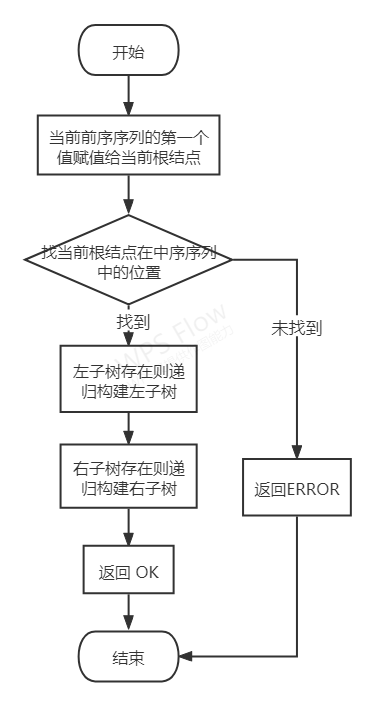 开始
当前前序序列的第一个
值赋值给当前根结点
找当前根结点在中序序列
中的位置
找到
未找到
WPS Flow
左子树存在则递
归构建左子树
右子树存在则递
归构建右子树
返回ERROR
返回 OK
结束